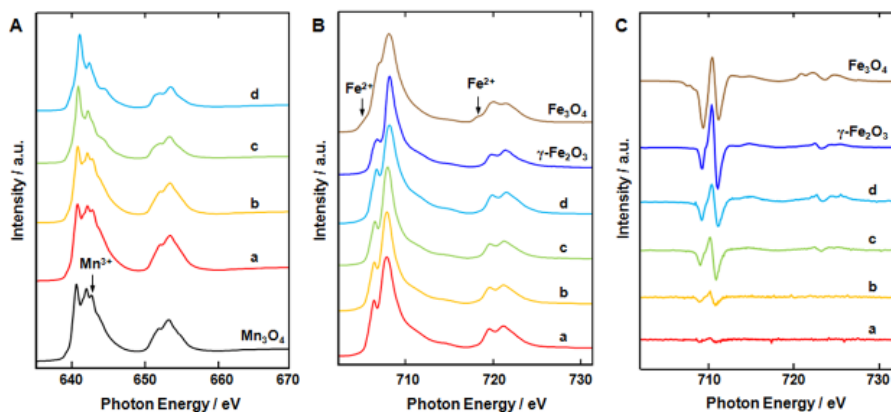 A
d
c
b
a
Mn³⁺
Mn₃O₄
Intensity / a.u.
640 650 660 670
Photon Energy / eV
B
Fe²⁺ Fe²⁺
Fe₃O₄
γ-Fe₂O₃
d
c
b
a
Intensity / a.u.
710 720 730
Photon Energy / eV
C
Fe₃O₄
γ-Fe₂O₃
d
c
b
a
Intensity / a.u.
710 720 730
Photon Energy / eV